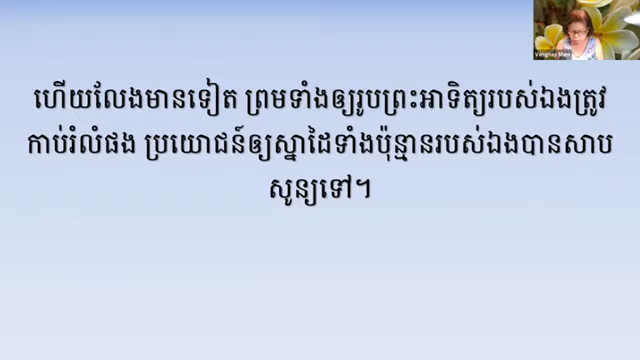 Vengnay Mam
ហើយលែងមានទៀត ព្រមទាំងឲ្យរូបព្រះអាទិត្យរបស់ឯងត្រូវ
កាប់រំលំផង ប្រយោជន៍ឲ្យស្នាដៃទាំងប៉ុន្មានរបស់ឯងបានសាប
សូន្យទៅ។